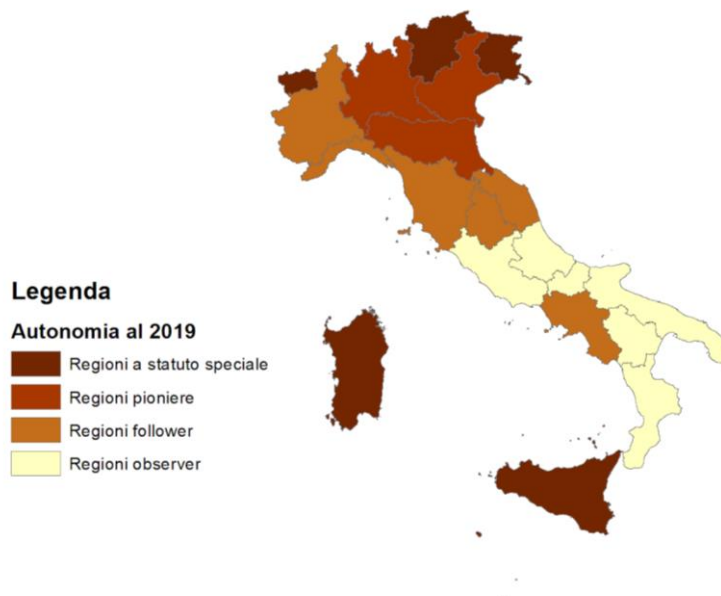 Legenda
Autonomia al 2019
Regioni a statuto speciale
Regioni pioniere
Regioni follower
Regioni observer